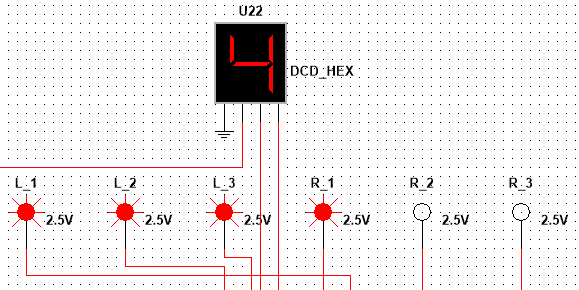 U22
4
DCD_HEX
L_1 L_2 L_3 R_1 R_2 R_3
2.5V 2.5V 2.5V 2.5V 2.5V 2.5V